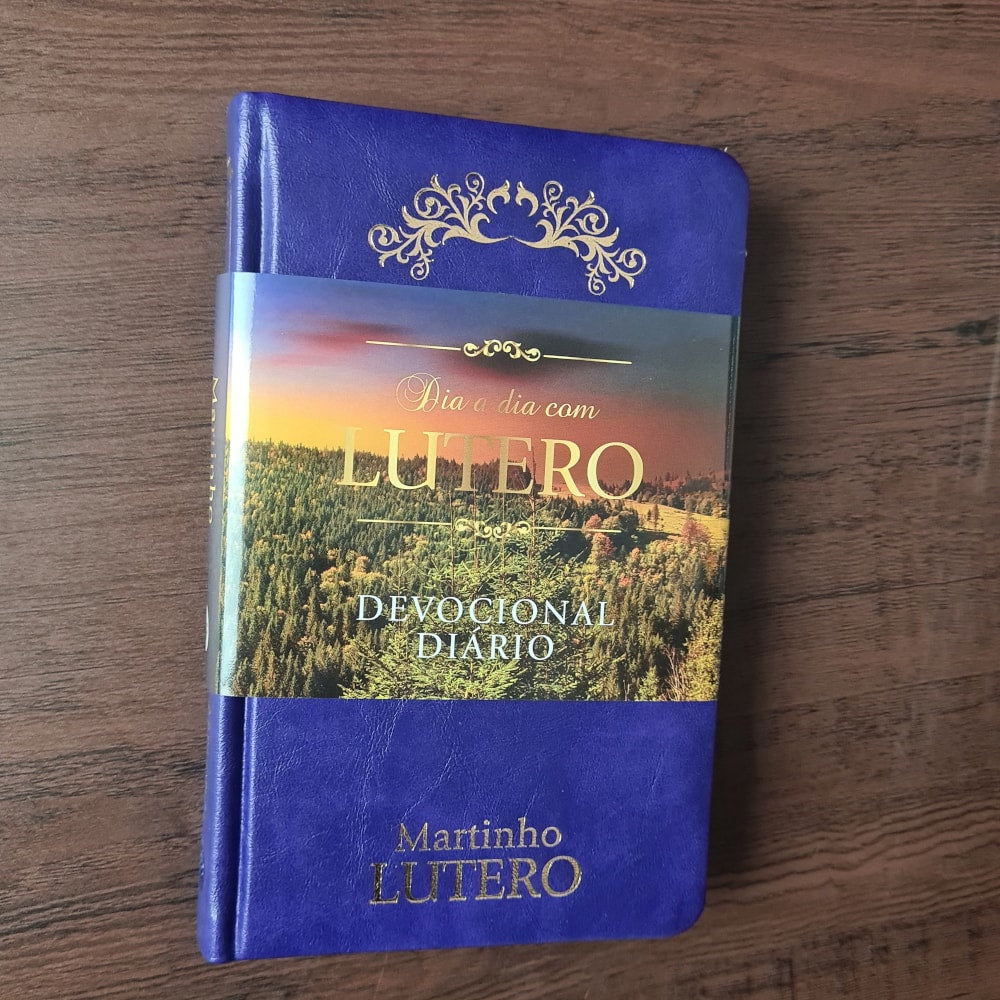 Dia a dia com
LUTERO
DEVOCIONAL
DIÁRIO
Martinho
LUTERO